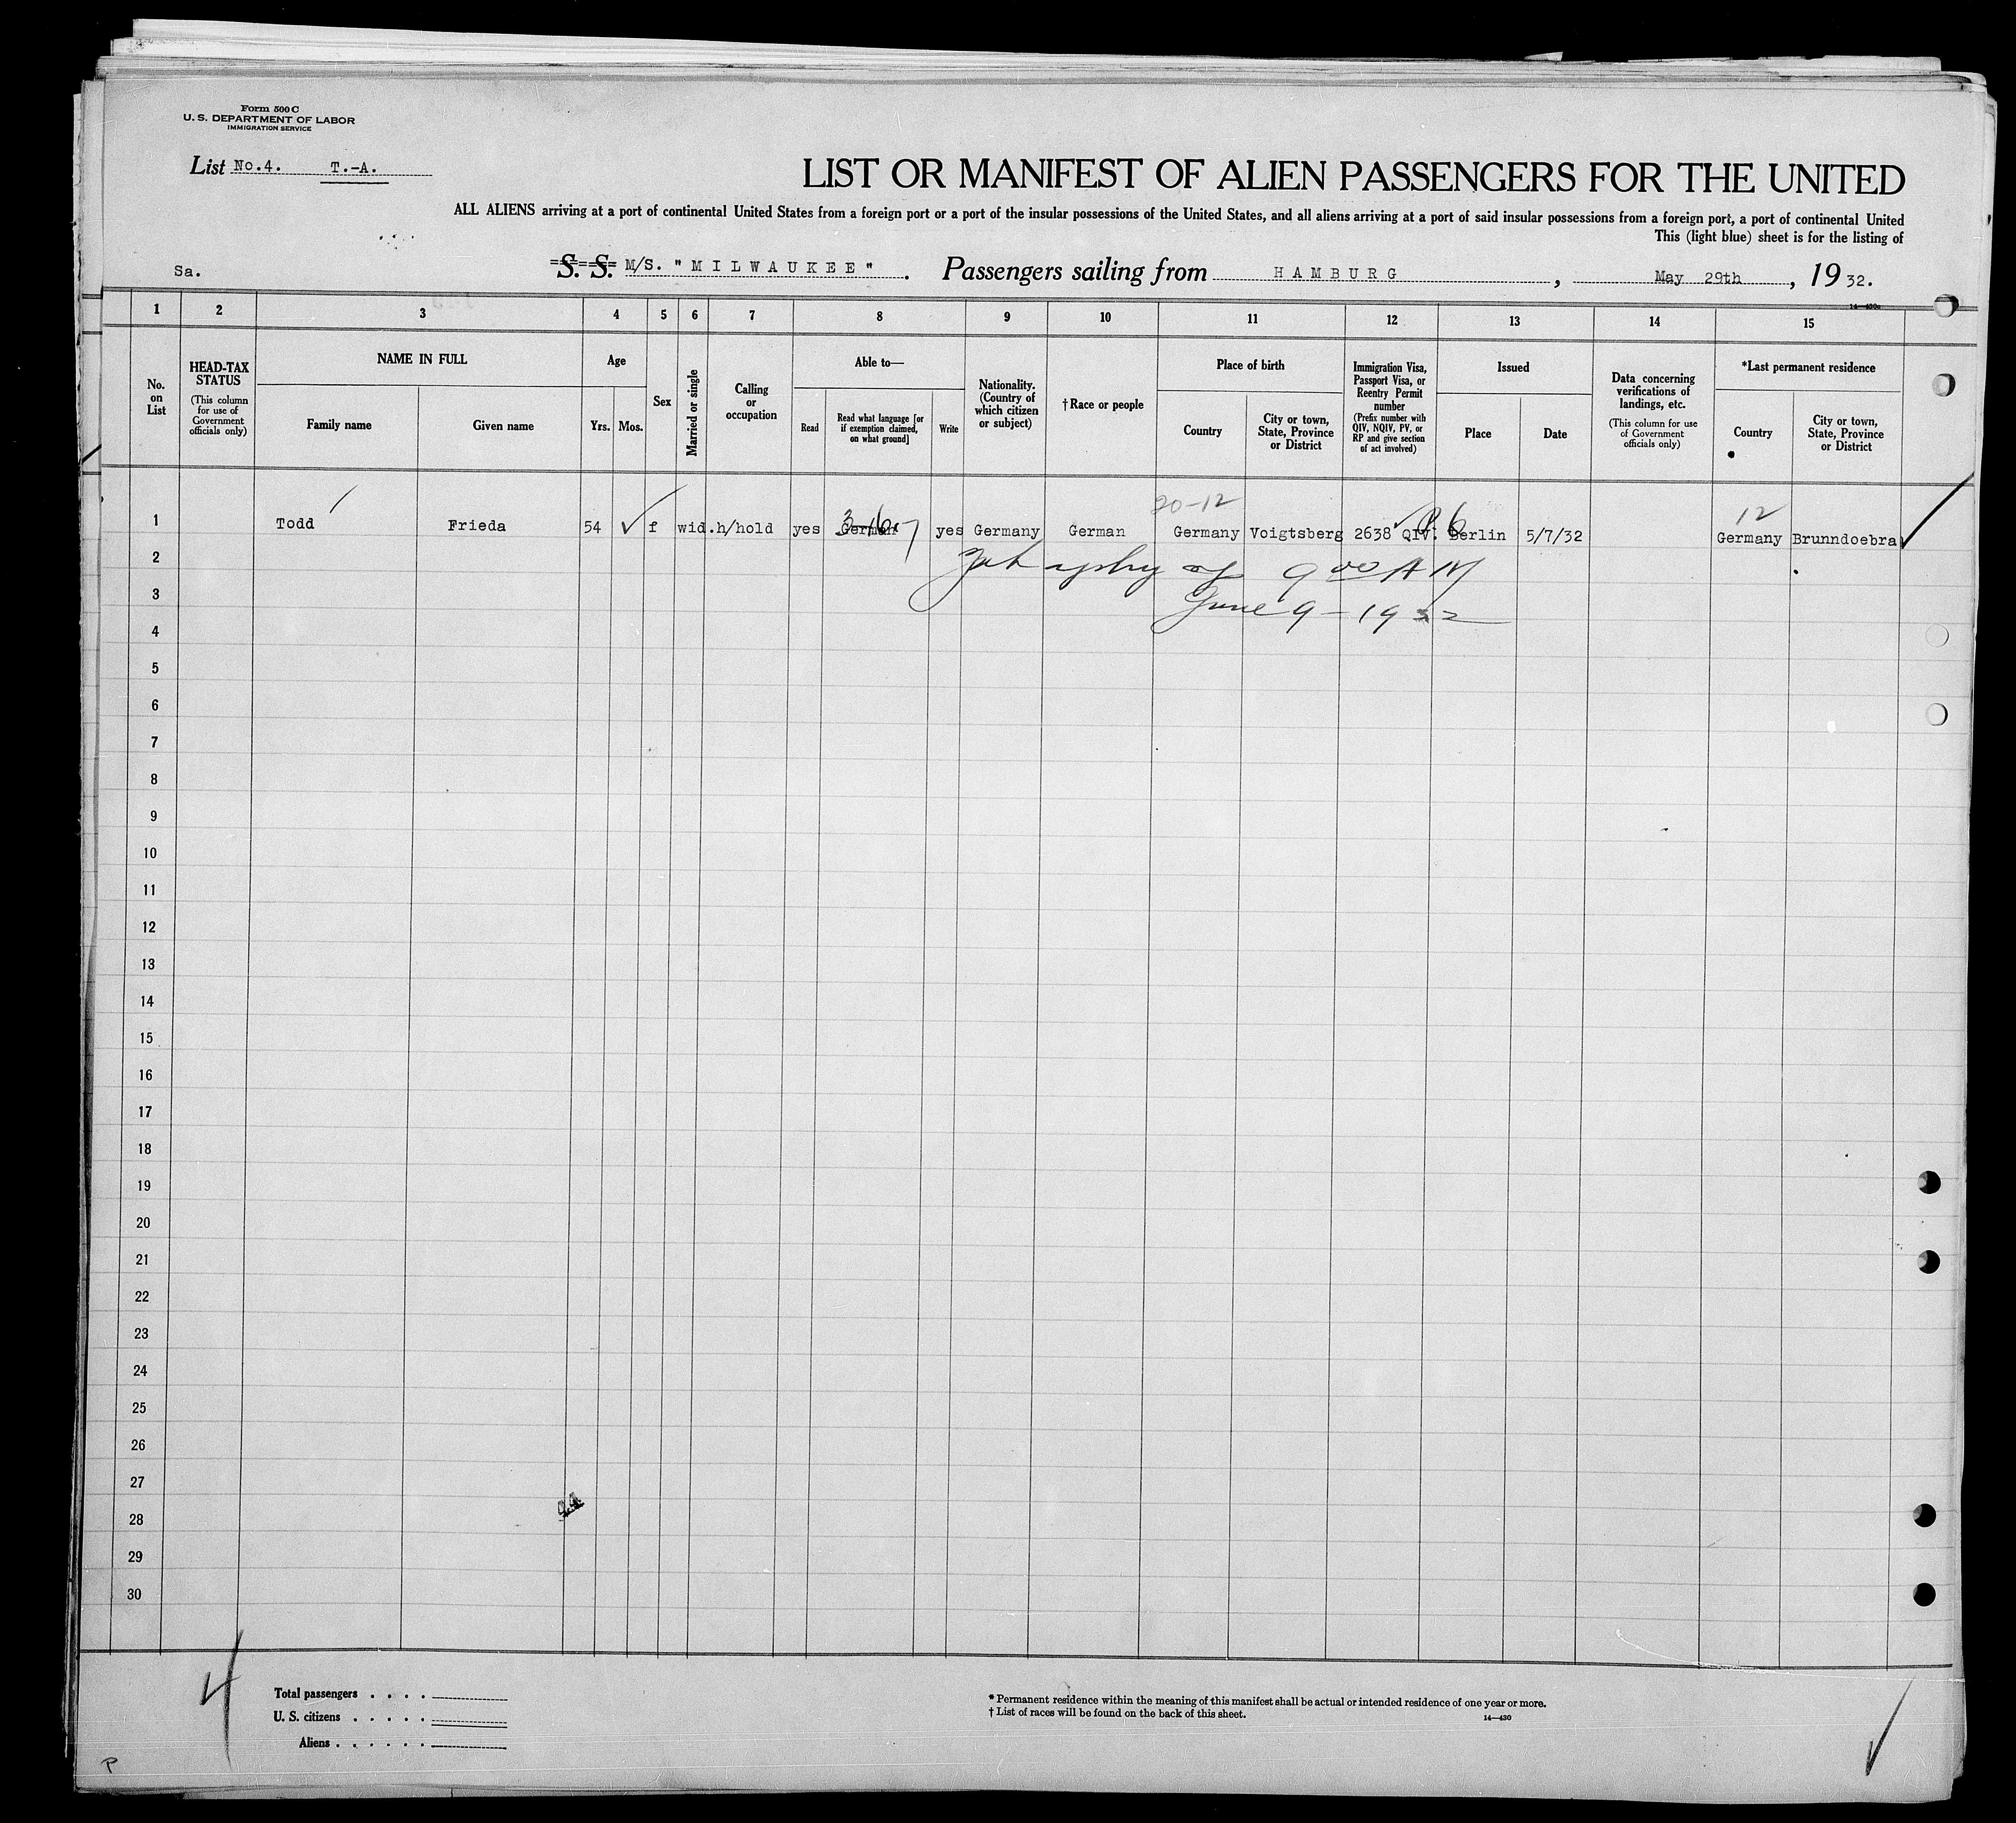 Form 500 C
U. S. DEPARTMENT OF LABOR
IMMIGRATION SERVICE
List No.4. T.-A.
LIST OR MANIFEST OF ALIEN PASSENGERS FOR THE UNITED
ALL ALIENS arriving at a port of continental United States from a foreign port or a port of the insular possessions of the United States, and all aliens arriving at a port of said insular possessions from a foreign port, a port of continental United
This (light blue) sheet is for the listing of
Sa. S. S. M/S. "MILWAUKEE". Passengers sailing from HAMBURG, May 29th, 1932.
14—430a
1 2 3 4 5 6 7 8 9 10 11 12 13 14 15
No. on List
HEAD-TAX STATUS (This column for use of Government officials only)
NAME IN FULL
Family name
Given name
Age
Yrs. Mos.
Sex
Married or single
Calling or occupation
Able to—
Read
Read what language [or if exemption claimed, on what ground]
Write
Nationality. (Country of which citizen or subject)
†Race or people
Place of birth
Country
City or town, State, Province or District
Immigration Visa, Passport Visa, or Reentry Permit number (Prefix number with QIV, NQIV, PV, or RP and give section of act involved)
Issued
Place
Date
Data concerning verifications of landings, etc. (This column for use of Government officials only)
*Last permanent residence
Country
City or town, State, Province or District
20-12
12
1 Todd Frieda 54 f wid. h/hold yes German yes Germany German Germany Voigtsberg 2638 QIV. Berlin 5/7/32 Germany Brunndoebra
2 9 00 AM
3 June 9 - 1932
4
5
6
7
8
9
10
11
12
13
14
15
16
17
18
19
20
21
22
23
24
25
26
27
28
29
30
4
Total passengers . . . .
U. S. citizens . . . . .
Aliens . . . . . .
* Permanent residence within the meaning of this manifest shall be actual or intended residence of one year or more.
† List of races will be found on the back of this sheet.
14—430
P